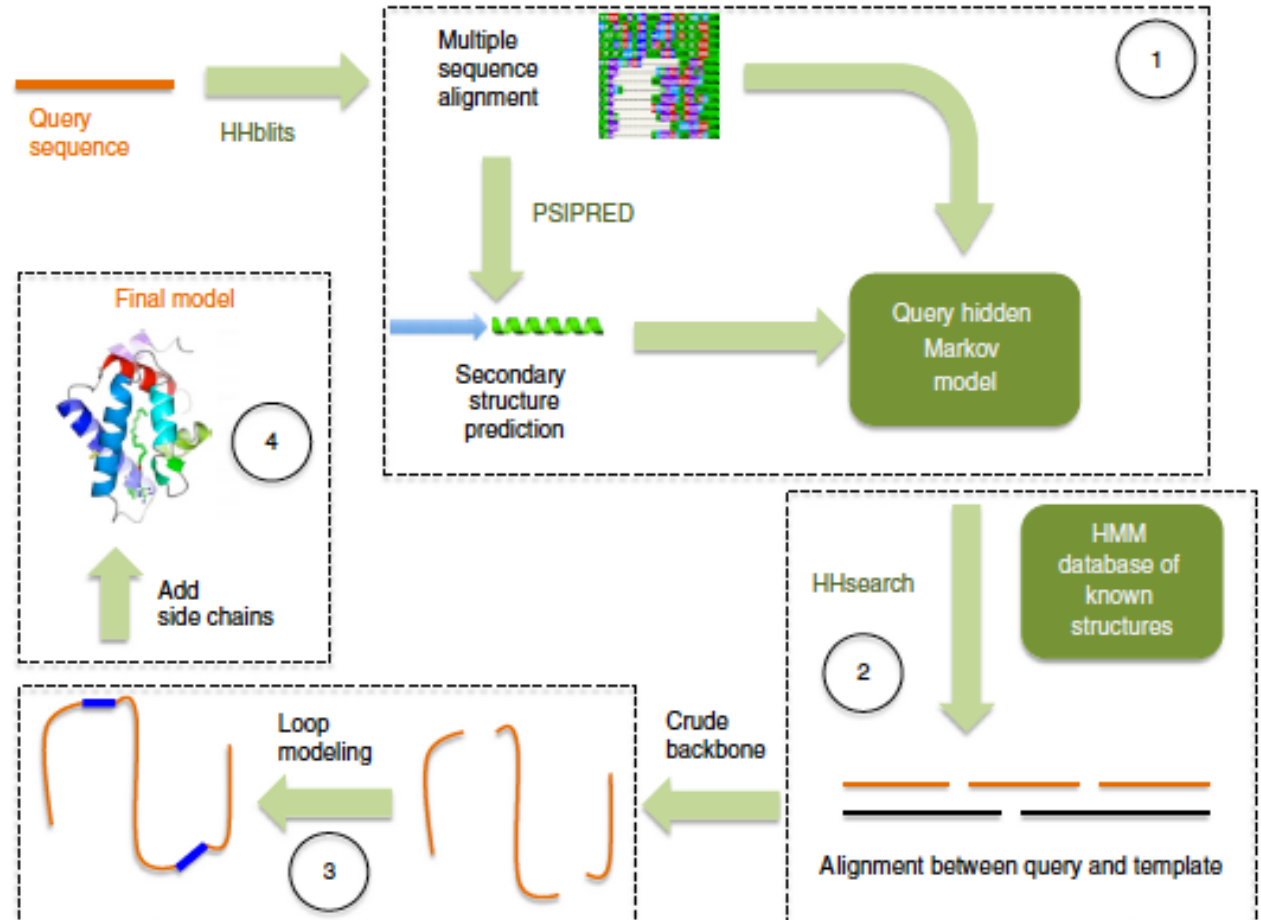 Query
sequence
HHblits
Multiple
sequence
alignment
1
PSIPRED
Secondary
structure
prediction
Query hidden
Markov
model
HMM
database of
known
structures
HHsearch
2
Alignment between query and template
Crude
backbone
Loop
modeling
3
Final model
4
Add
side chains